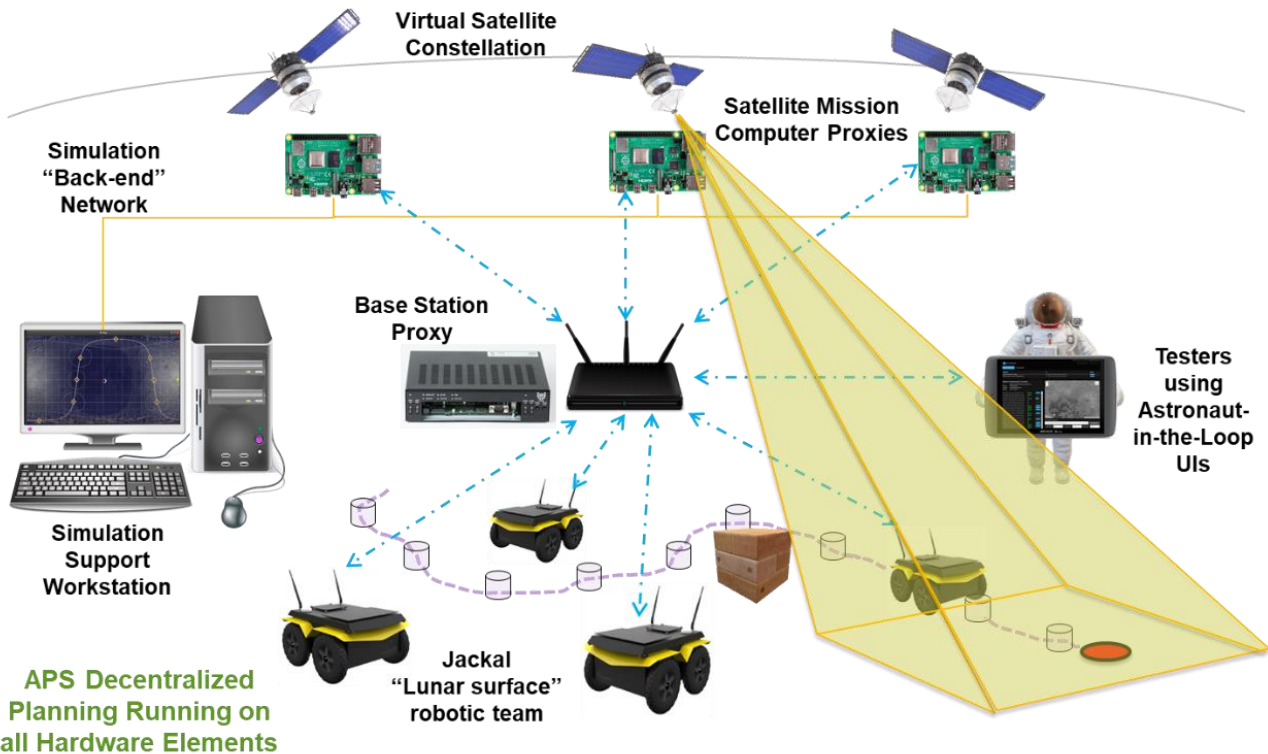 Virtual Satellite
Constellation
Satellite Mission
Computer Proxies
Simulation
“Back-end”
Network
Base Station
Proxy
Testers
using
Astronaut-
in-the-Loop
UIs
Simulation
Support
Workstation
Jackal
“Lunar surface”
robotic team
APS Decentralized
Planning Running on
all Hardware Elements